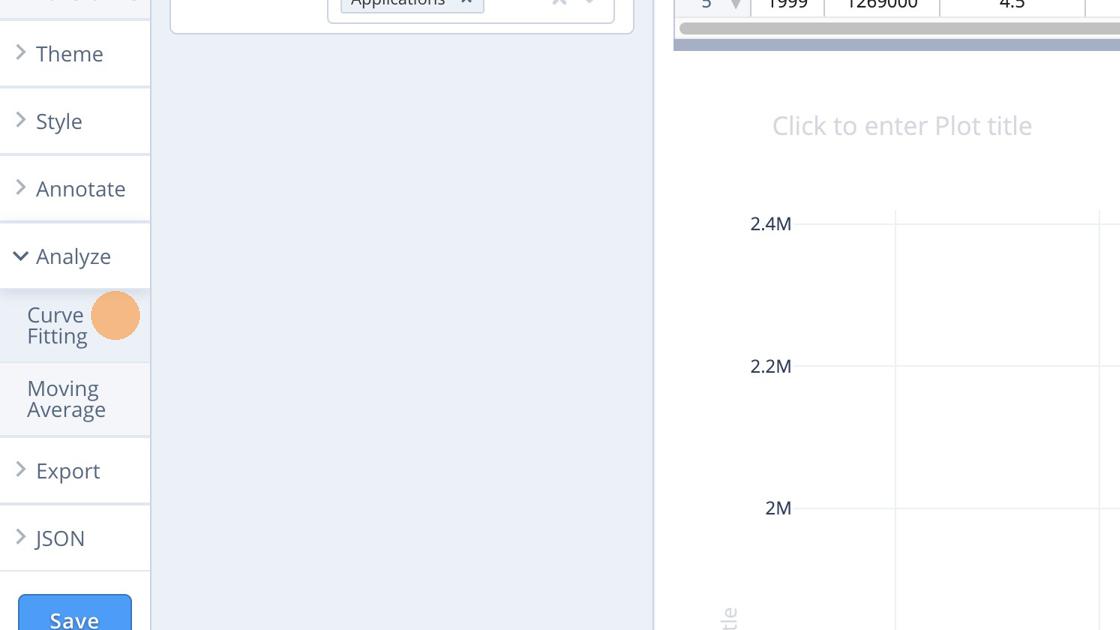 Applications
5 1999 1269000 4.5
Theme
Style
Click to enter Plot title
Annotate
2.4M
Analyze
Curve
Fitting
2.2M
Moving
Average
Export
2M
JSON
Save